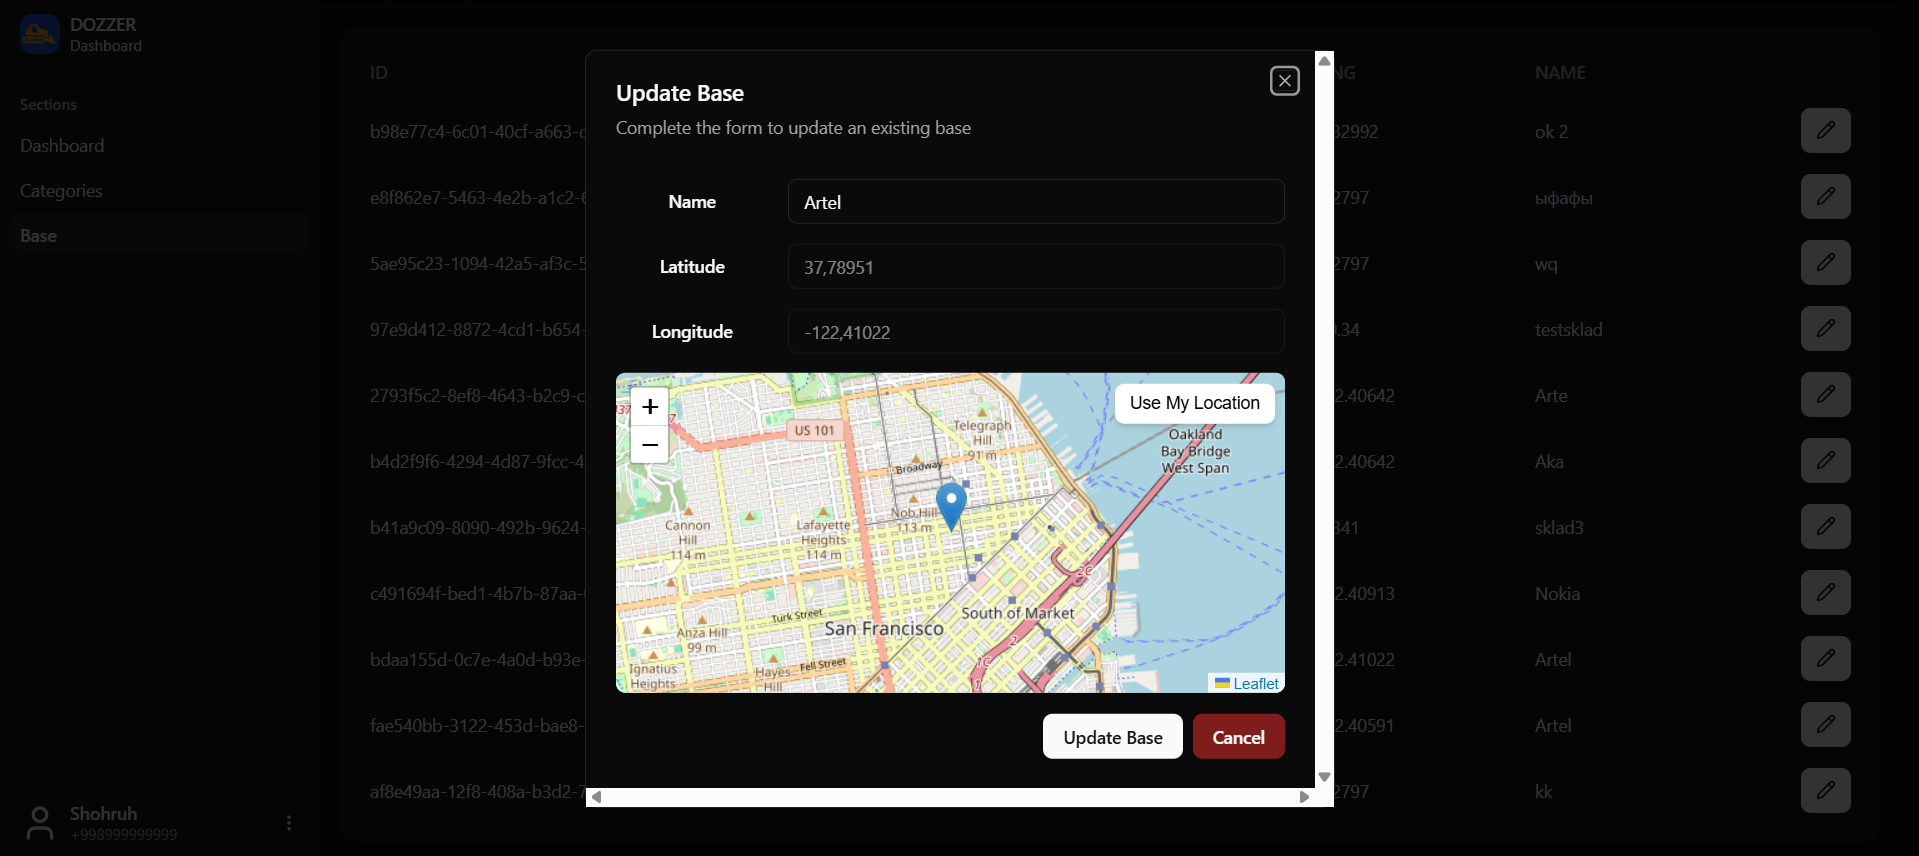 DOZZER
Dashboard
Sections
Dashboard
Categories
Base
Shohruh
+998999999999
ID
NG
NAME
b98e77c4-6c01-40cf-a663-
32992
ok 2
e8f862e7-5463-4e2b-a1c2-
2797
ыфафы
5ae95c23-1094-42a5-af3c-5
2797
wq
97e9d412-8872-4cd1-b654-
.34
testsklad
2793f5c2-8ef8-4643-b2c9-c
2.40642
Arte
b4d2f9f6-4294-4d87-9fcc-4
2.40642
Aka
b41a9c09-8090-492b-9624-
341
sklad3
c491694f-bed1-4b7b-87aa-
2.40913
Nokia
bdaa155d-0c7e-4a0d-b93e-
2.41022
Artel
fae540bb-3122-453d-bae8-
2.40591
Artel
af8e49aa-12f8-408a-b3d2-7
2797
kk
Update Base
Complete the form to update an existing base
Name
Artel
Latitude
37,78951
Longitude
-122,41022
+
−
Use My Location
US 101
Telegraph
Hill
91 m
Oakland
Bay Bridge
West Span
Broadway
Nob Hill
113 m
Cannon
Hill
114 m
Lafayette
Heights
114 m
2C
South of Market
Turk Street
San Francisco
Anza Hill
99 m
2
1C
1
Ignatius
Heights
Hayes
Hill
Fell Street
Leaflet
Update Base
Cancel